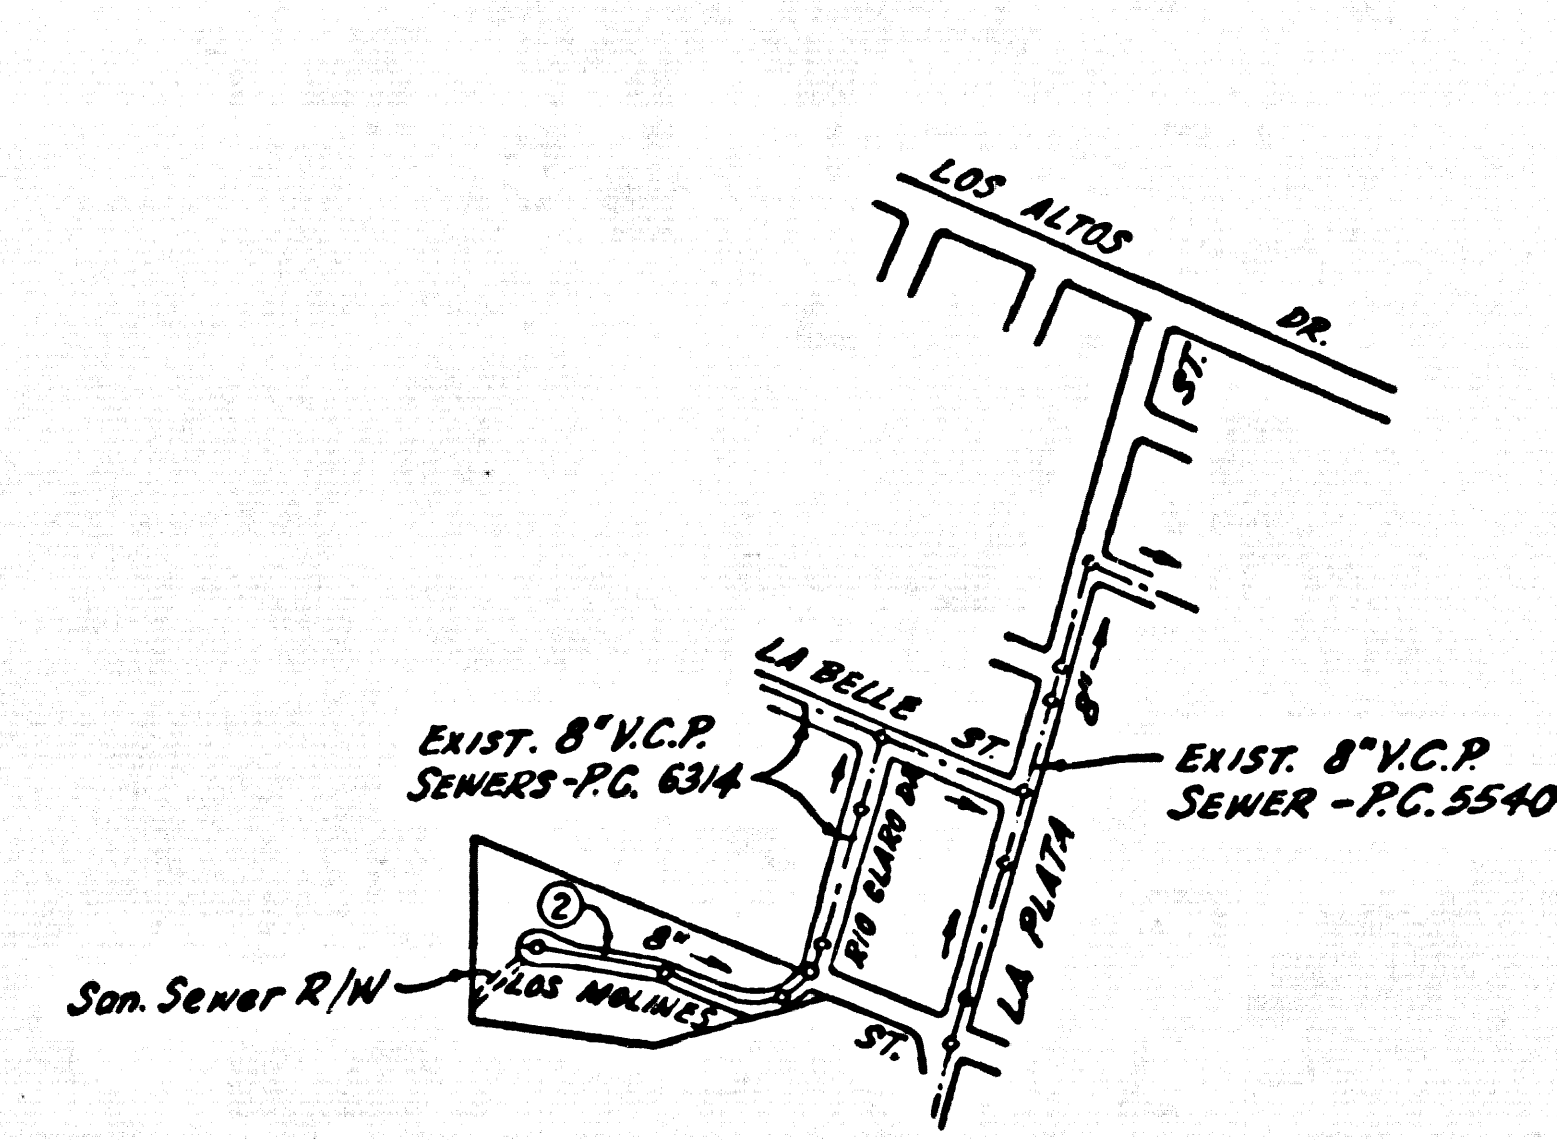 LOS ALTOS DR.
ST.
LA BELLE ST.
8"
EXIST. 8" V.C.P.
SEWERS - P.C. 6314
EXIST. 8" V.C.P.
SEWER - P.C. 5540
RIO CLARO DR.
LA PLATA
2
8"
San. Sewer R/W
LOS MOLINES
ST.